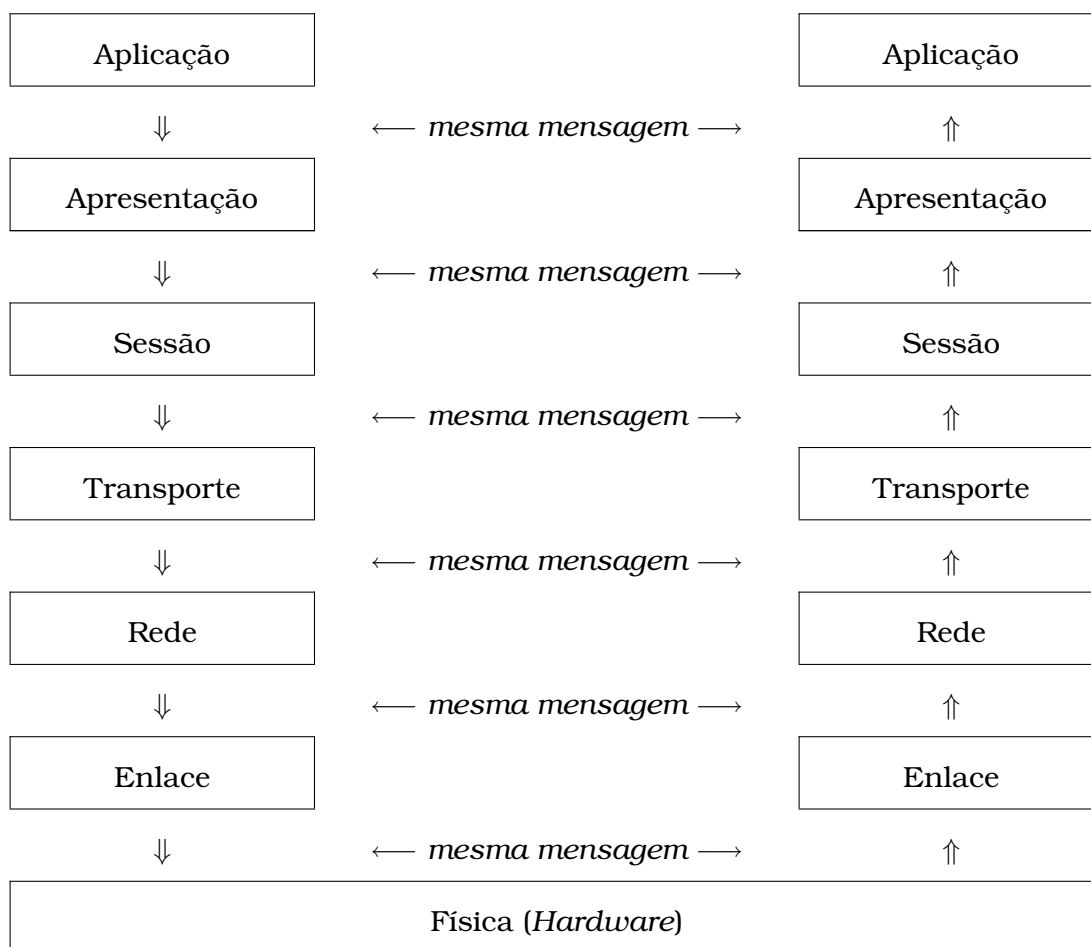 Aplicação Aplicação
⇓ ←− mesma mensagem −→ ⇑
Apresentação Apresentação
⇓ ←− mesma mensagem −→ ⇑
Sessão Sessão
⇓ ←− mesma mensagem −→ ⇑
Transporte Transporte
⇓ ←− mesma mensagem −→ ⇑
Rede Rede
⇓ ←− mesma mensagem −→ ⇑
Enlace Enlace
⇓ ←− mesma mensagem −→ ⇑
Física (Hardware)